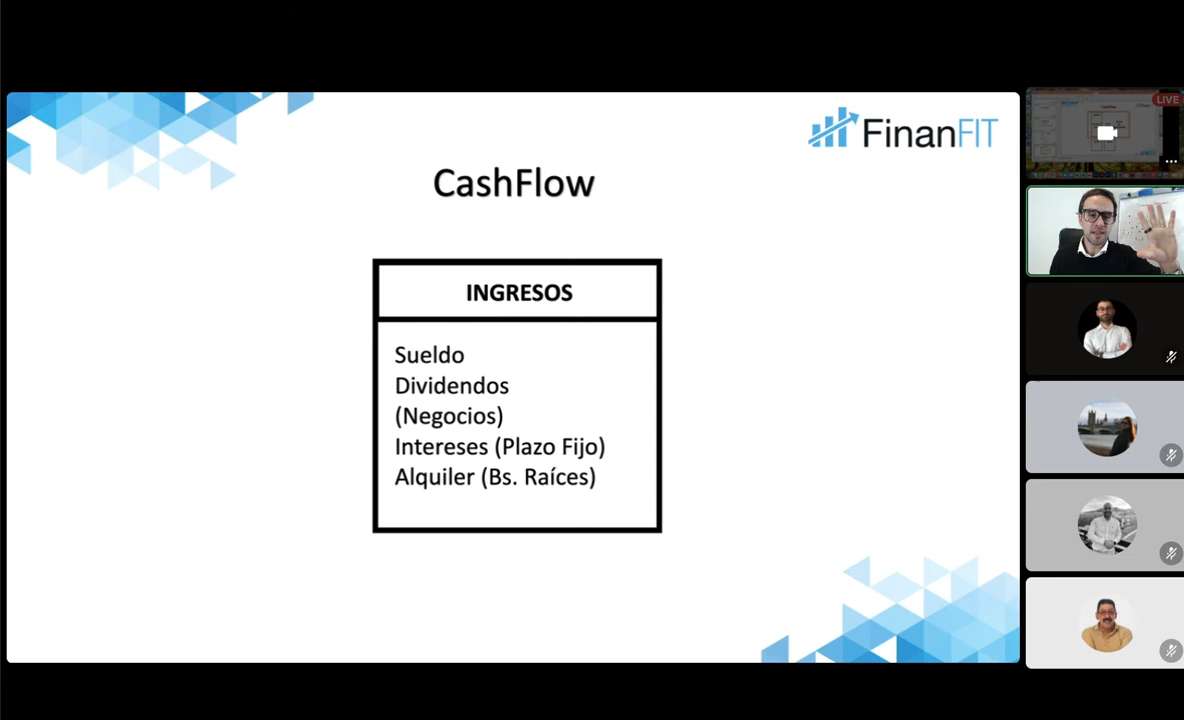 FinanFIT
LIVE
CashFlow
INGRESOS
Sueldo
Dividendos
(Negocios)
Intereses (Plazo Fijo)
Alquiler (Bs. Raíces)